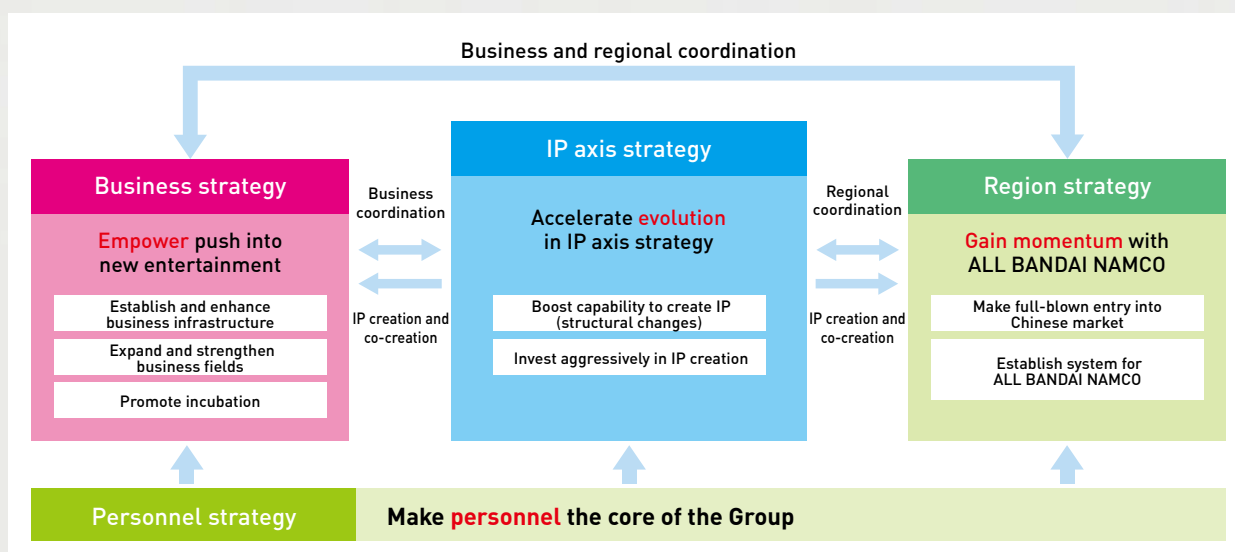 Business and regional coordination
Business strategy
Empower push into
new entertainment
Establish and enhance
business infrastructure
Expand and strengthen
business fields
Promote incubation
Business
coordination
IP creation and
co-creation
IP axis strategy
Accelerate evolution
in IP axis strategy
Boost capability to create IP
(structural changes)
Invest aggressively in IP creation
Regional
coordination
IP creation and
co-creation
Region strategy
Gain momentum with
ALL BANDAI NAMCO
Make full-blown entry into
Chinese market
Establish system for
ALL BANDAI NAMCO
Personnel strategy
Make personnel the core of the Group